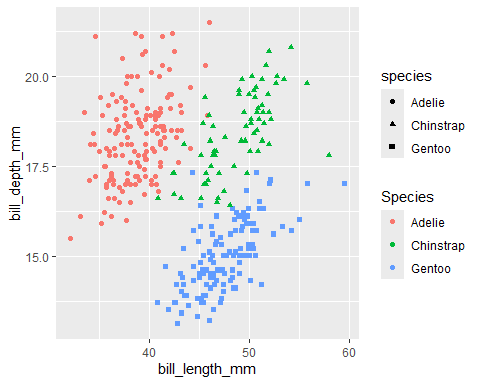 bill_depth_mm
20.0
17.5
15.0
40
50
60
bill_length_mm
species
Adelie
Chinstrap
Gentoo
Species
Adelie
Chinstrap
Gentoo